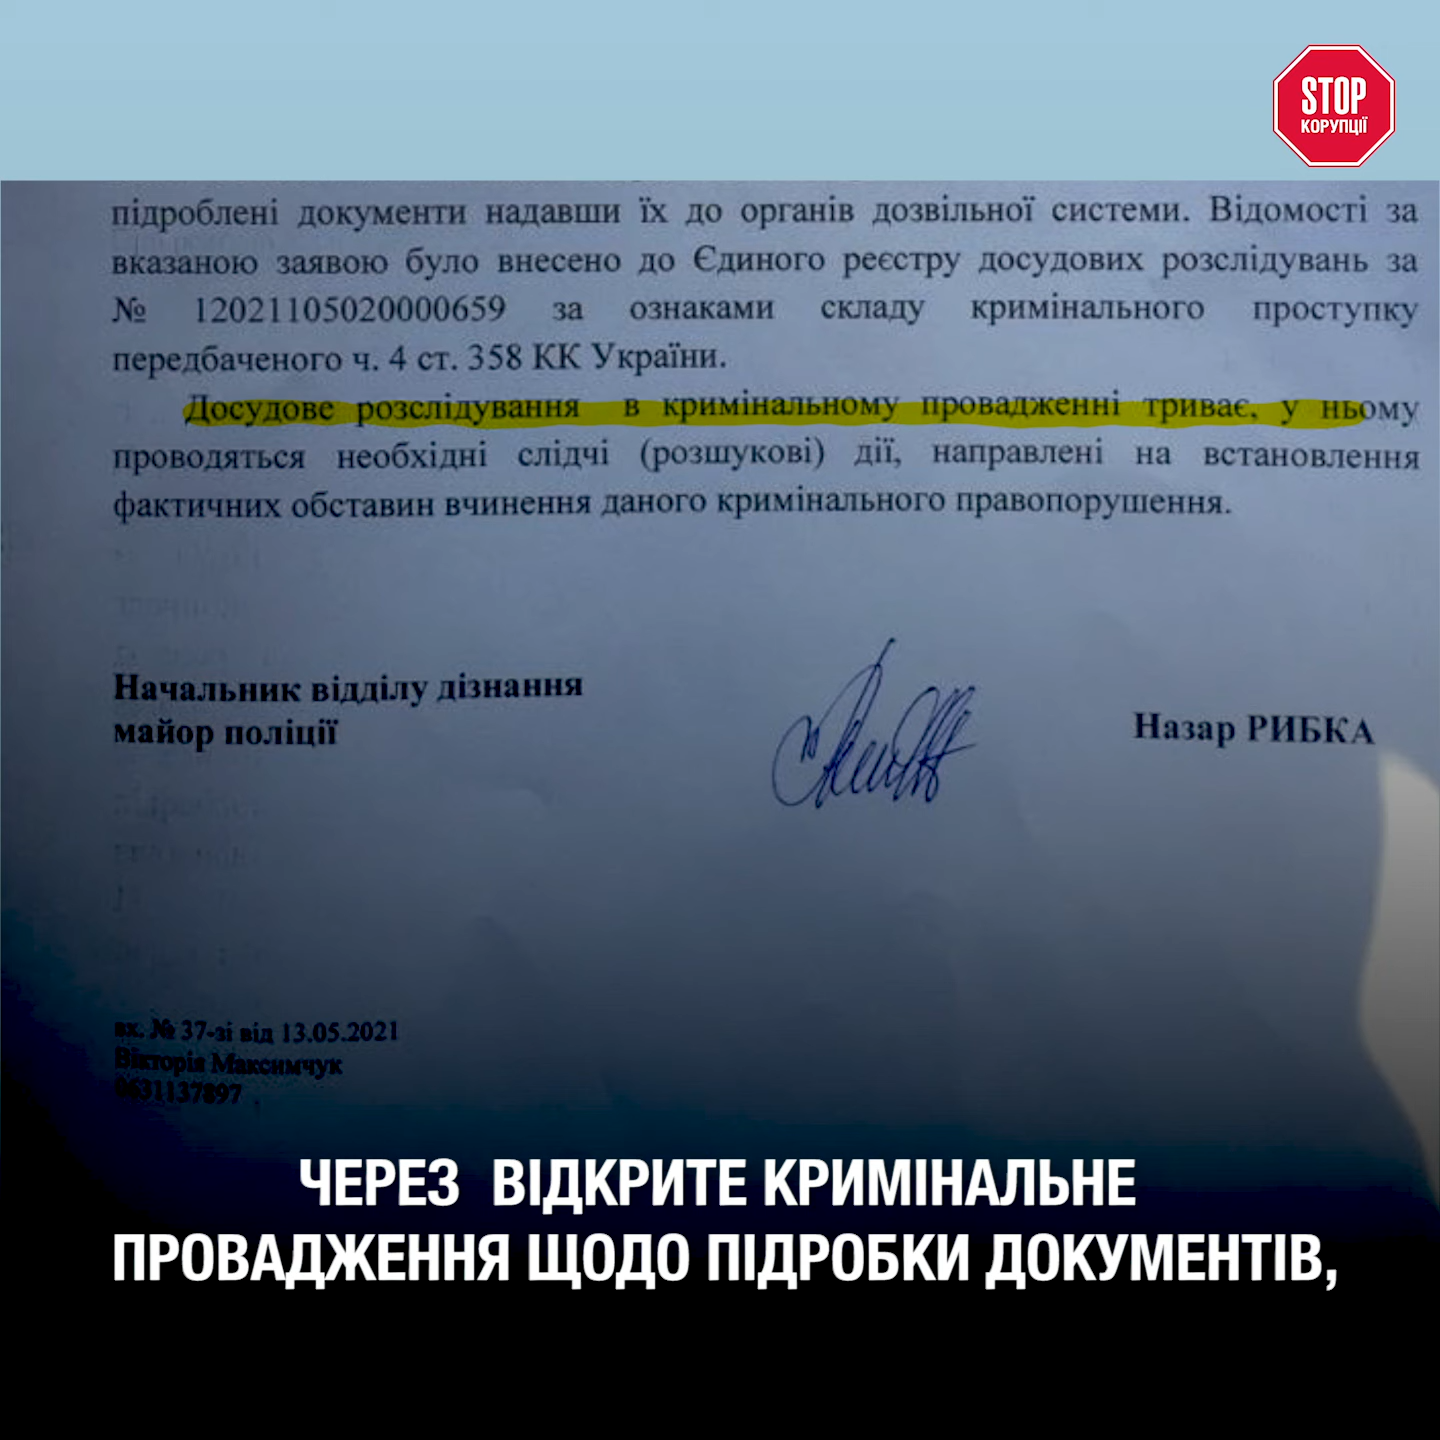 STOP
КОРУПЦІЇ
підроблені документи надавши їх до органів дозвільної системи. Відомості за
вказаною заявою було внесено до Єдиного реєстру досудових розслідувань за
№ 12021105020000659 за ознаками складу кримінального проступку
передбаченого ч. 4 ст. 358 КК України.
Досудове розслідування в кримінальному провадженні триває, у ньому
проводяться необхідні слідчі (розшукові) дії, направлені на встановлення
фактичних обставин вчинення даного кримінального правопорушення.
Начальник відділу дізнання
майор поліції
Назар РИБКА
вх. № 37-зі від 13.05.2021
Вікторія Максимчук
0631137897
ЧЕРЕЗ ВІДКРИТЕ КРИМІНАЛЬНЕ
ПРОВАДЖЕННЯ ЩОДО ПІДРОБКИ ДОКУМЕНТІВ,